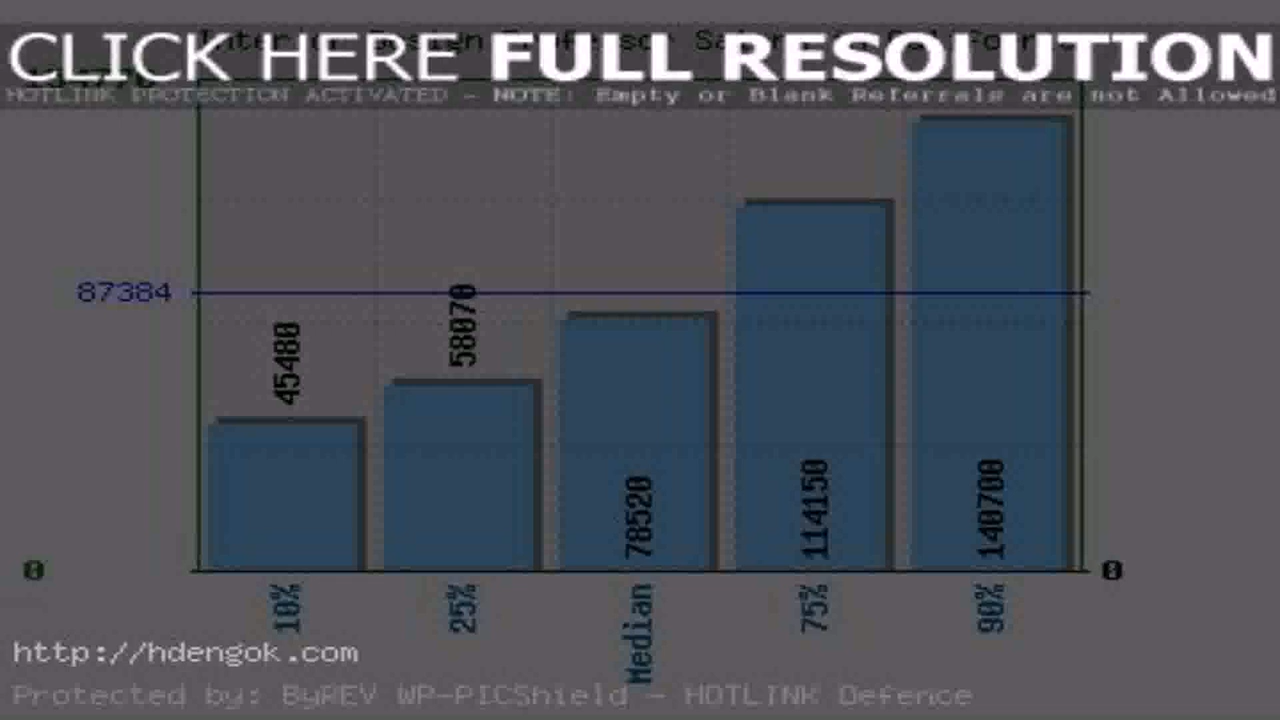 CLICK HERE FULL RESOLUTION
HOTLINK PROTECTION ACTIVATED - NOTE: Empty or Blank Referrals are not Allowed
87384
45480
58070
78520
114150
140700
0
0
10%
25%
Median
75%
90%
http://hdengok.com
Protected by: ByREV WP-PICShield - HOTLINK Defence